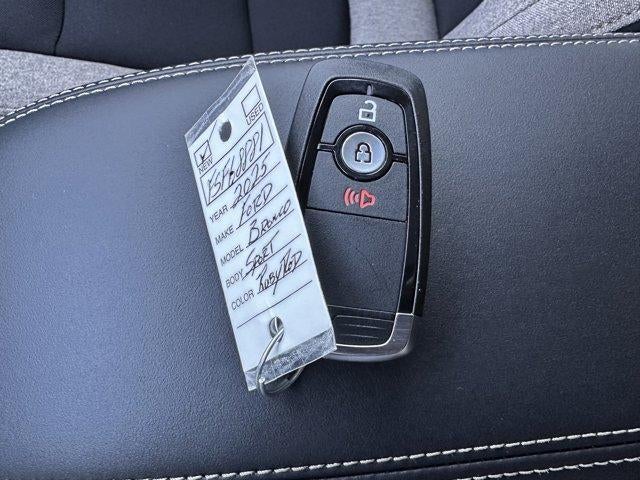 NEW USED
YEAR 2025
MAKE FORD
MODEL BRONCO
BODY SPORT
COLOR RUBY RED